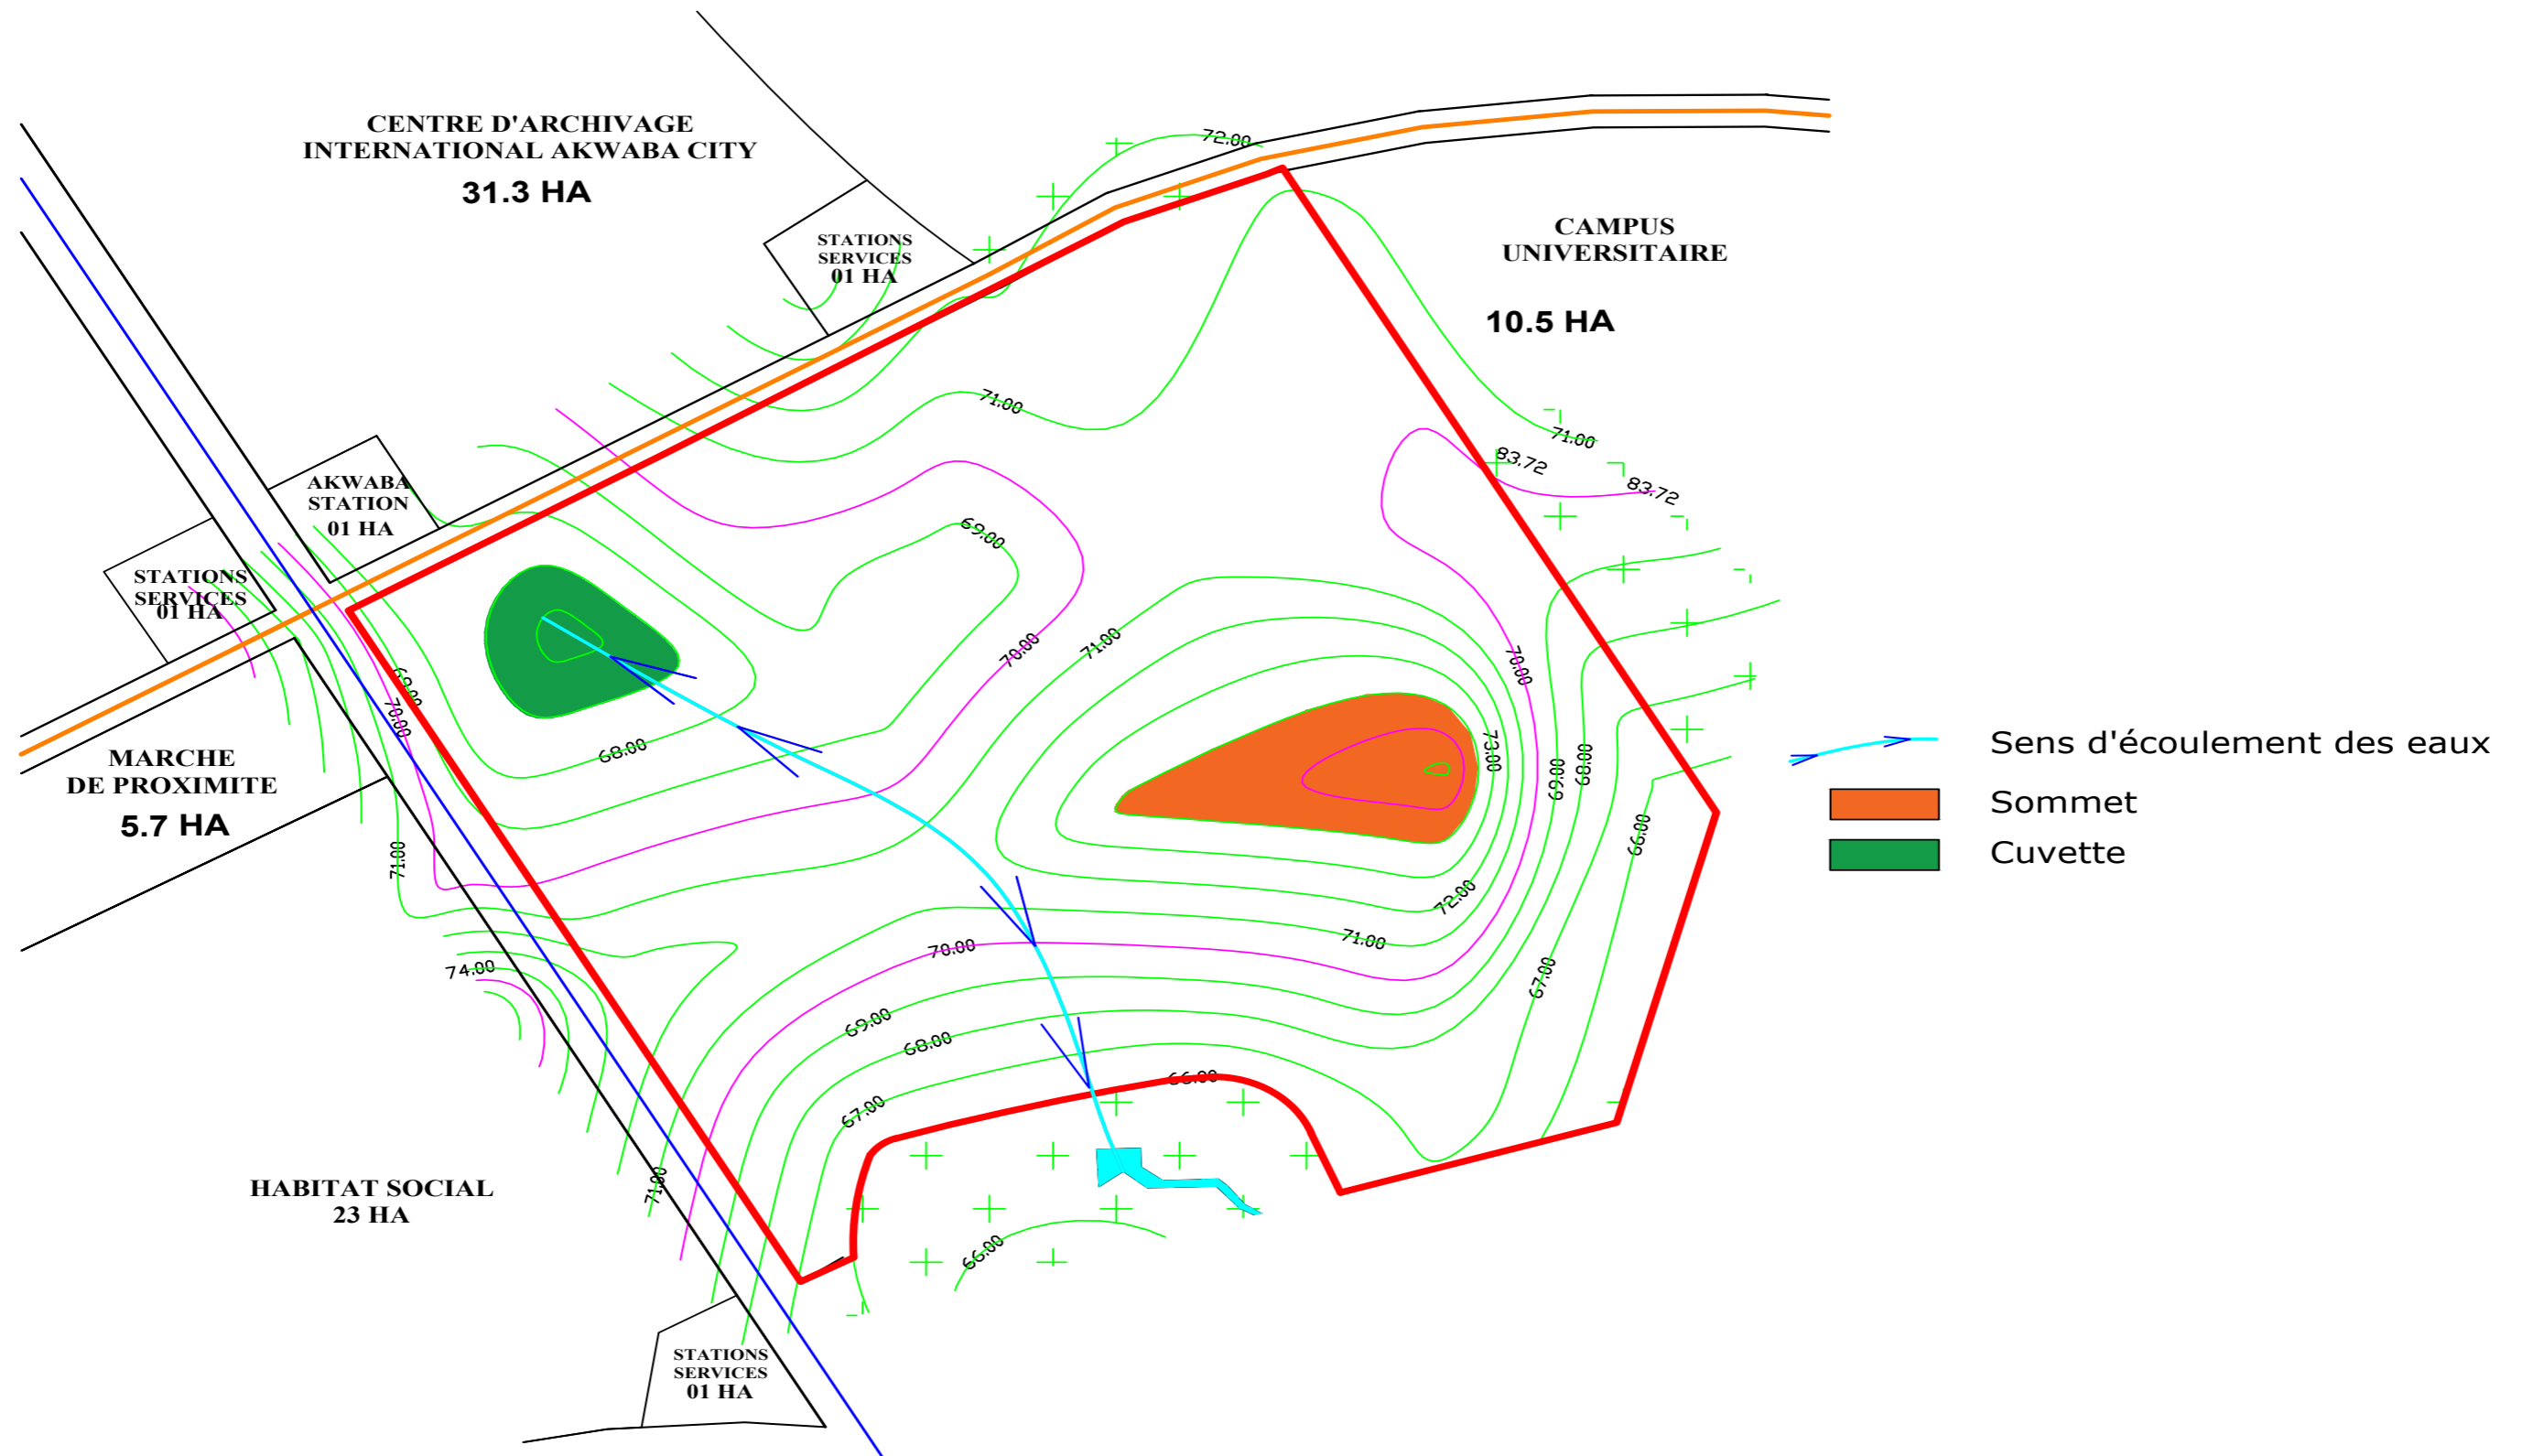 72.00
CENTRE D'ARCHIVAGE
INTERNATIONAL AKWABA CITY
31.3 HA
STATIONS
SERVICES
01 HA
CAMPUS
UNIVERSITAIRE
10.5 HA
71.00
71.00
83.72
83.72
AKWABA
STATION
01 HA
69.00
STATIONS
SERVICES
01 HA
70.00
71.00
70.00
69.00
70.00
68.00
73.00
69.00
68.00
MARCHE
DE PROXIMITE
5.7 HA
Sens d'écoulement des eaux
Sommet
Cuvette
71.00
66.00
72.00
71.00
70.00
74.00
67.00
69.00
68.00
66.00
67.00
HABITAT SOCIAL
23 HA
71.00
66.00
STATIONS
SERVICES
01 HA